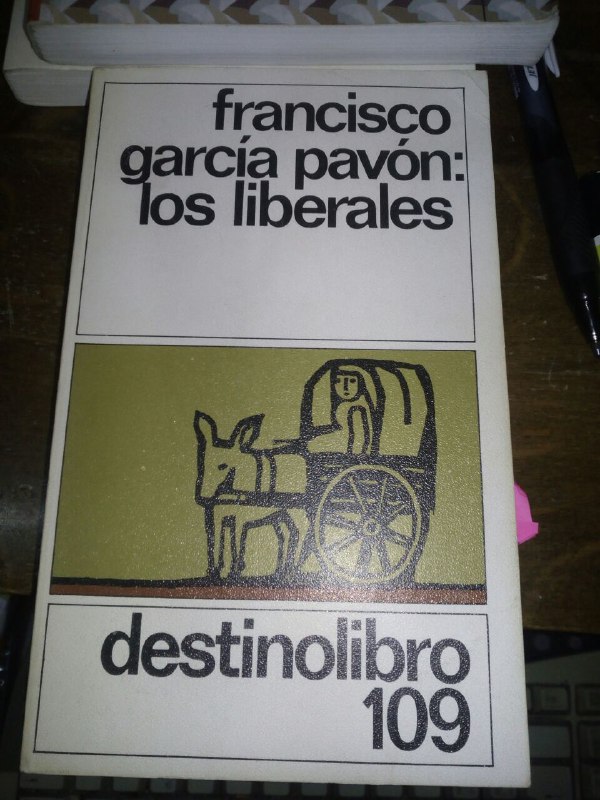 francisco
garcía pavón:
los liberales
destinolibro
109